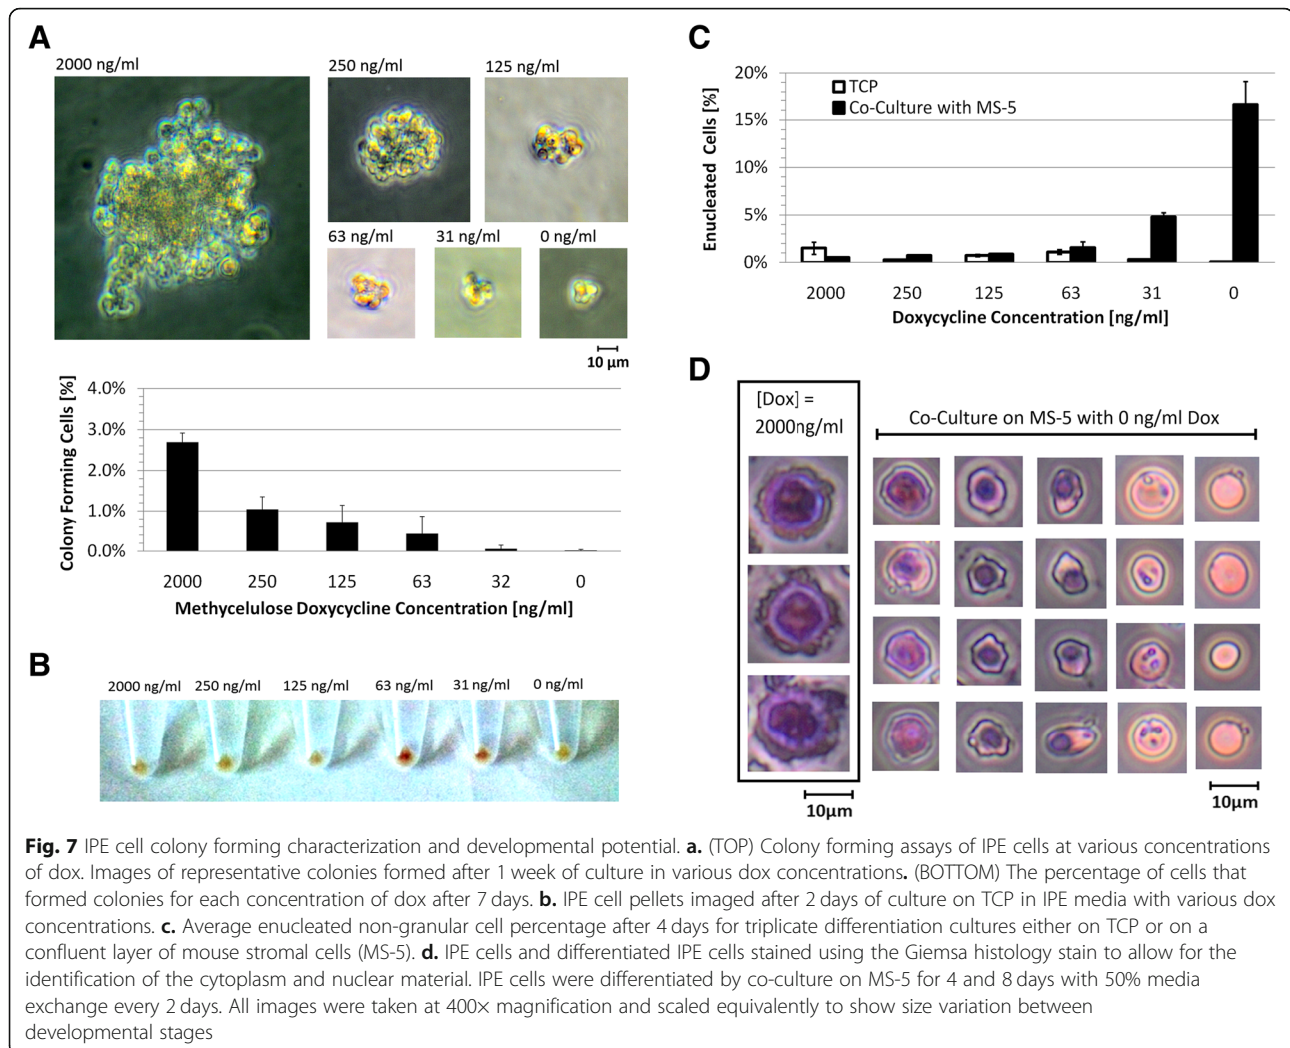 A
2000 ng/ml
250 ng/ml
125 ng/ml
63 ng/ml
31 ng/ml
0 ng/ml
10 µm
Colony Forming Cells [%]
4.0%
3.0%
2.0%
1.0%
0.0%
2000 250 125 63 32 0
Methycelulose Doxycycline Concentration [ng/ml]
B
2000 ng/ml 250 ng/ml 125 ng/ml 63 ng/ml 31 ng/ml 0 ng/ml
C
Enucleated Cells [%]
20%
15%
10%
5%
0%
TCP
Co-Culture with MS-5
2000 250 125 63 31 0
Doxycycline Concentration [ng/ml]
D
[Dox] =
2000ng/ml
Co-Culture on MS-5 with 0 ng/ml Dox
10µm
10µm
Fig. 7 IPE cell colony forming characterization and developmental potential. a. (TOP) Colony forming assays of IPE cells at various concentrations
of dox. Images of representative colonies formed after 1 week of culture in various dox concentrations. (BOTTOM) The percentage of cells that
formed colonies for each concentration of dox after 7 days. b. IPE cell pellets imaged after 2 days of culture on TCP in IPE media with various dox
concentrations. c. Average enucleated non-granular cell percentage after 4 days for triplicate differentiation cultures either on TCP or on a
confluent layer of mouse stromal cells (MS-5). d. IPE cells and differentiated IPE cells stained using the Giemsa histology stain to allow for the
identification of the cytoplasm and nuclear material. IPE cells were differentiated by co-culture on MS-5 for 4 and 8 days with 50% media
exchange every 2 days. All images were taken at 400× magnification and scaled equivalently to show size variation between
developmental stages